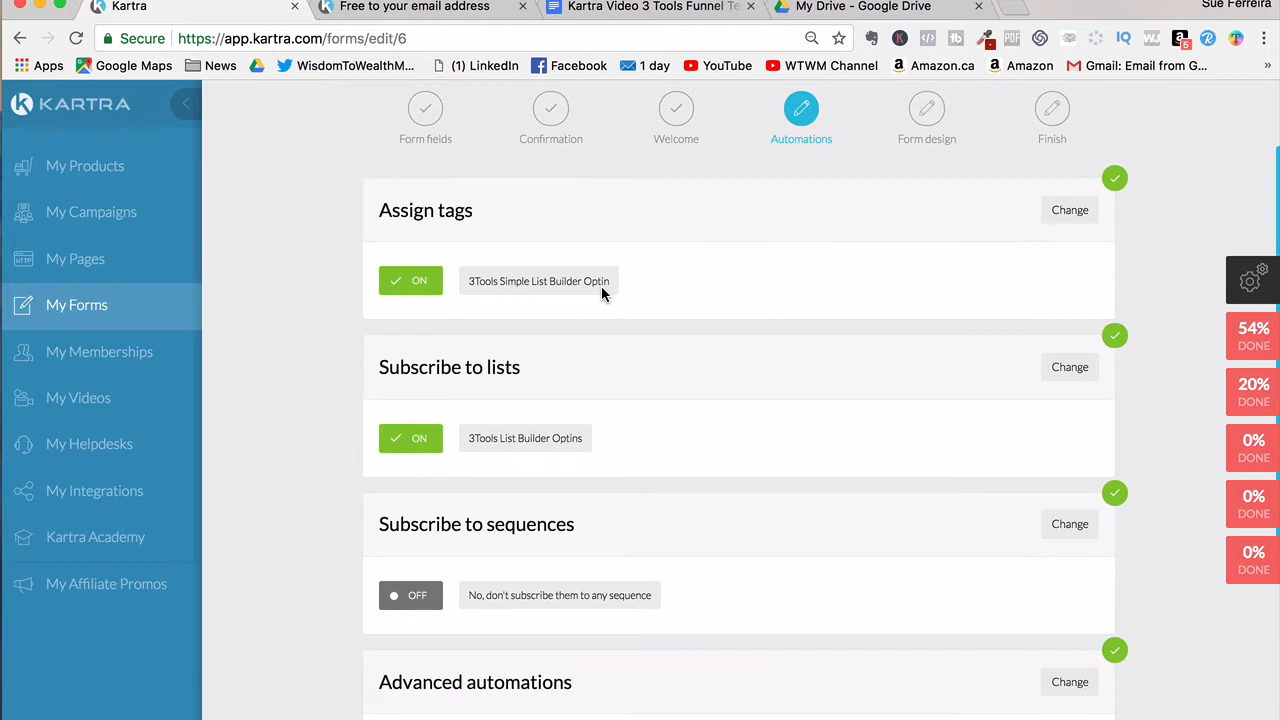 Kartra
Free to your email address
Kartra Video 3 Tools Funnel Te
My Drive - Google Drive
Sue Ferreira
Secure
https://app.kartra.com/forms/edit/6
Apps
Google Maps
News
WisdomToWealthM...
(1) LinkedIn
Facebook
1 day
YouTube
WTWM Channel
Amazon.ca
Amazon
Gmail: Email from G...
»
KARTRA
My Products
My Campaigns
My Pages
My Forms
My Memberships
My Videos
My Helpdesks
My Integrations
Kartra Academy
My Affiliate Promos
Form fields
Confirmation
Welcome
Automations
Form design
Finish
Assign tags
Change
ON
3Tools Simple List Builder Optin
Subscribe to lists
Change
ON
3Tools List Builder Optins
Subscribe to sequences
Change
OFF
No, don't subscribe them to any sequence
Advanced automations
Change
54%
DONE
20%
DONE
0%
DONE
0%
DONE
0%
DONE